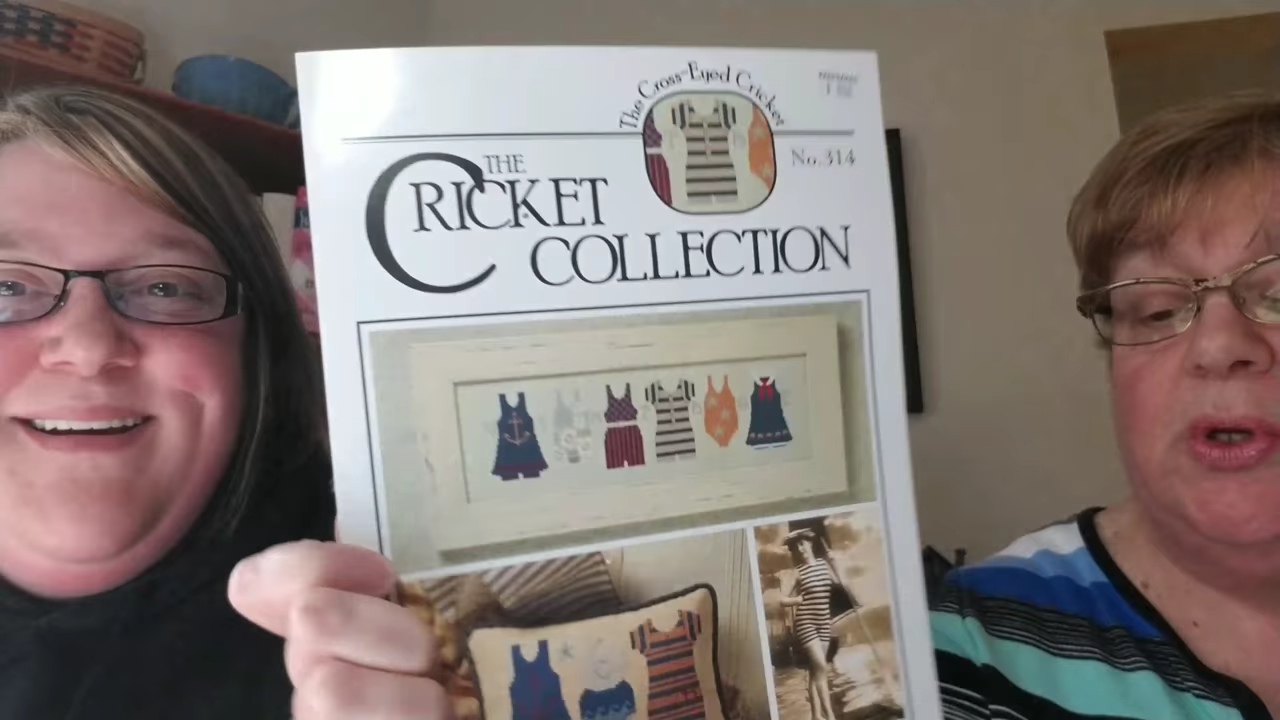 The Cross-Eyed Cricket
No. 314
THE
CRICKET
COLLECTION